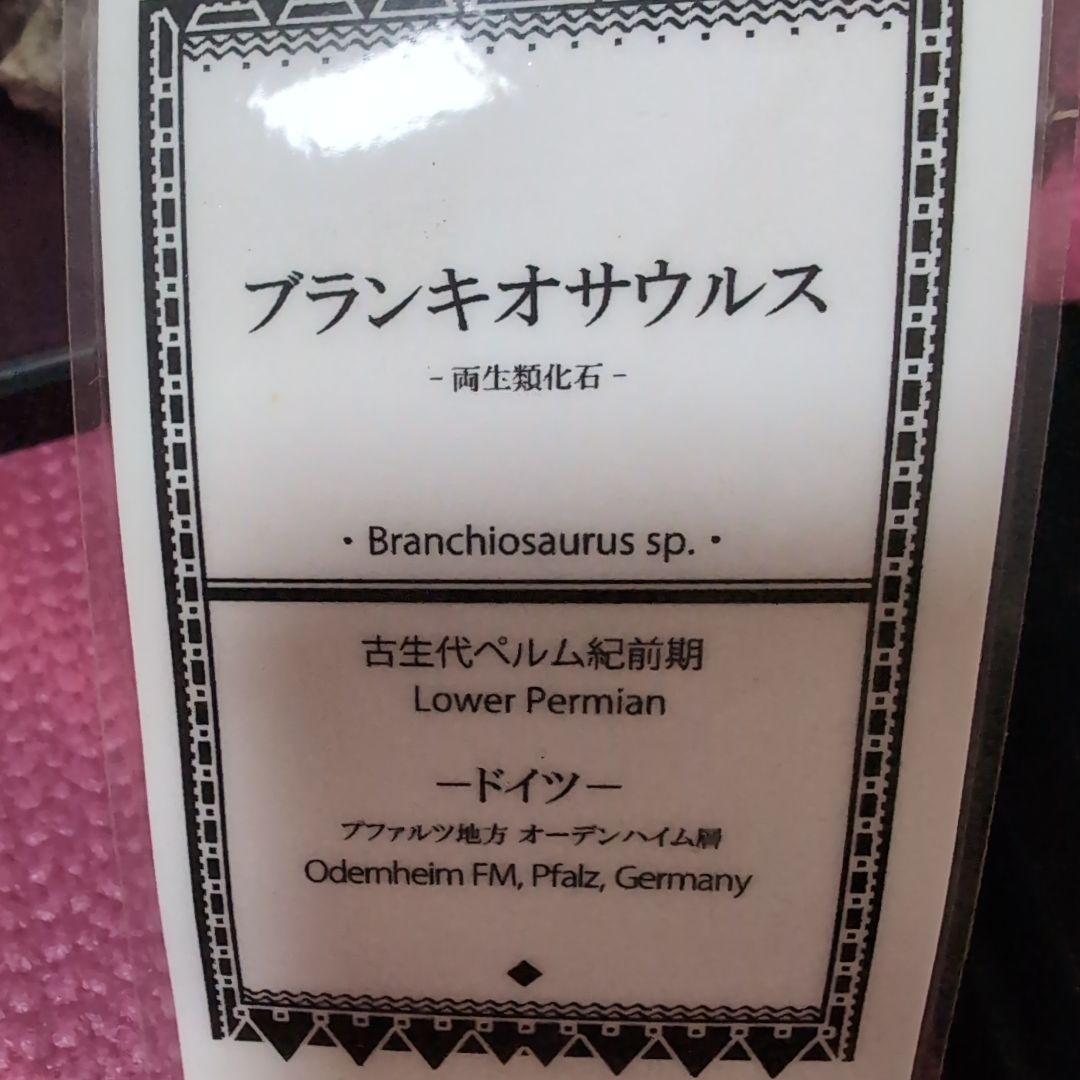 ブランキオサウルス
- 両生類化石 -
・Branchiosaurus sp.・
古生代ペルム紀前期
Lower Permian
ードイツー
プファルツ地方 オーデンハイム層
Odernheim FM, Pfalz, Germany